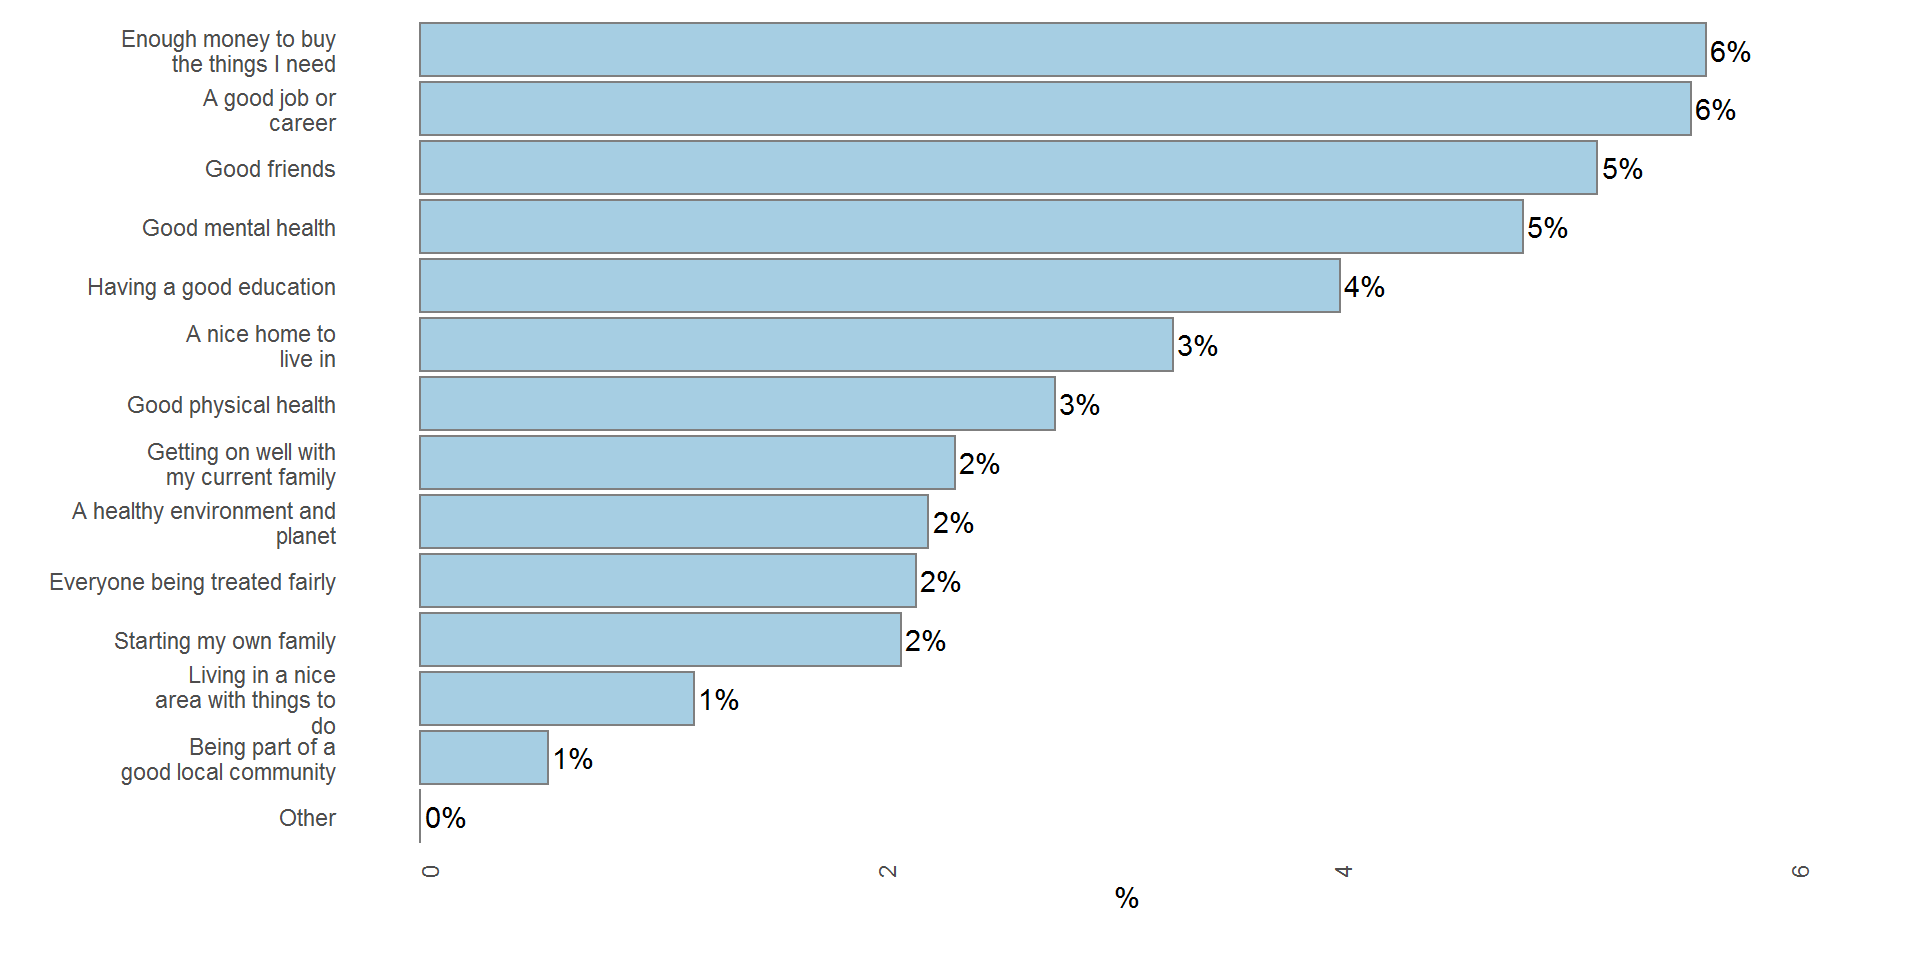 Enough money to buy
the things I need
6%
A good job or
career
6%
Good friends
5%
Good mental health
5%
Having a good education
4%
A nice home to
live in
3%
Good physical health
3%
Getting on well with
my current family
2%
A healthy environment and
planet
2%
Everyone being treated fairly
2%
Starting my own family
2%
Living in a nice
area with things to
do
1%
Being part of a
good local community
1%
Other
0%
0
2
4
6
%